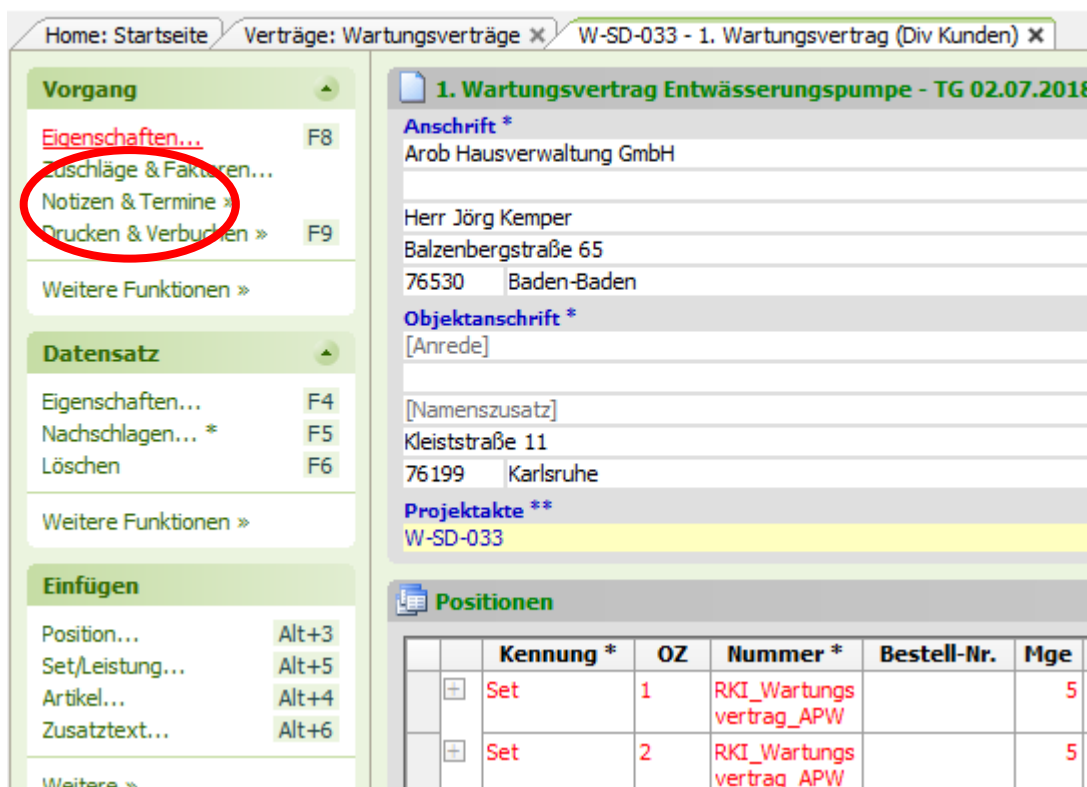 Home: Startseite
Verträge: Wartungsverträge
W-SD-033 - 1. Wartungsvertrag (Div Kunden)
Vorgang
Eigenschaften... F8
Zuschläge & Faktoren...
Notizen & Termine »
Drucken & Verbuchen » F9
Weitere Funktionen »
Datensatz
Eigenschaften... F4
Nachschlagen... * F5
Löschen F6
Weitere Funktionen »
Einfügen
Position... Alt+3
Set/Leistung... Alt+5
Artikel... Alt+4
Zusatztext... Alt+6
Weitere »
1. Wartungsvertrag Entwässerungspumpe - TG 02.07.2018
Anschrift *
Arob Hausverwaltung GmbH
Herr Jörg Kemper
Balzenbergstraße 65
76530 Baden-Baden
Objektanschrift *
[Anrede]
[Namenszusatz]
Kleiststraße 11
76199 Karlsruhe
Projektakte **
W-SD-033
Positionen
Kennung * OZ Nummer * Bestell-Nr. Mge
Set 1 RKI_Wartungs 5
vertrag_APW
Set 2 RKI_Wartungs 5
vertrag_APW